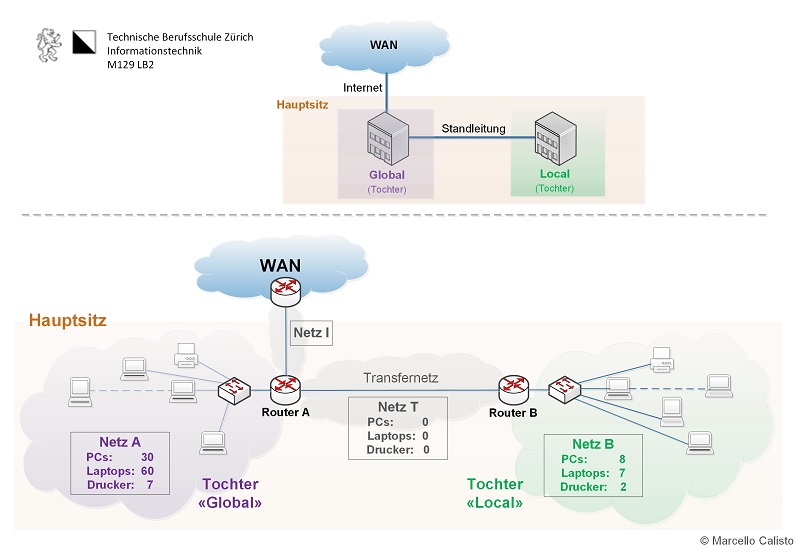 Technische Berufsschule Zürich
Informationstechnik
M129 LB2
WAN
Internet
Hauptsitz
Standleitung
Global
(Tochter)
Local
(Tochter)
WAN
Hauptsitz
Netz I
Transfernetz
Router A
Router B
Netz T
PCs: 0
Laptops: 0
Drucker: 0
Netz A
PCs: 30
Laptops: 60
Drucker: 7
Netz B
PCs: 8
Laptops: 7
Drucker: 2
Tochter
«Global»
Tochter
«Local»
© Marcello Calisto